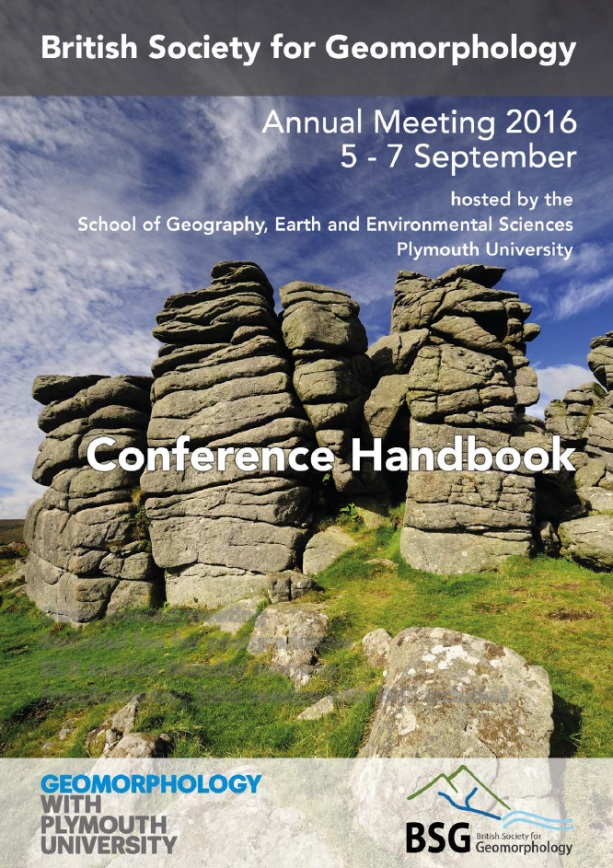 British Society for Geomorphology
Annual Meeting 2016
5 - 7 September
hosted by the
School of Geography, Earth and Environmental Sciences
Plymouth University
Conference Handbook
GEOMORPHOLOGY
WITH
PLYMOUTH
UNIVERSITY
BSG
British Society for
Geomorphology